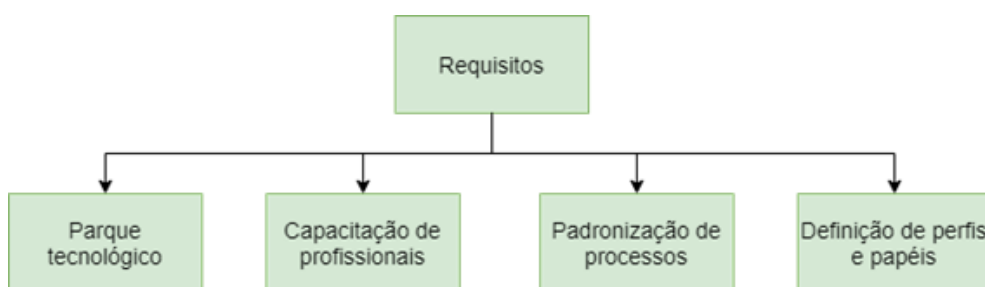 Requisitos
Parque
tecnológico
Capacitação de
profissionais
Padronização de
processos
Definição de perfis
e papéis